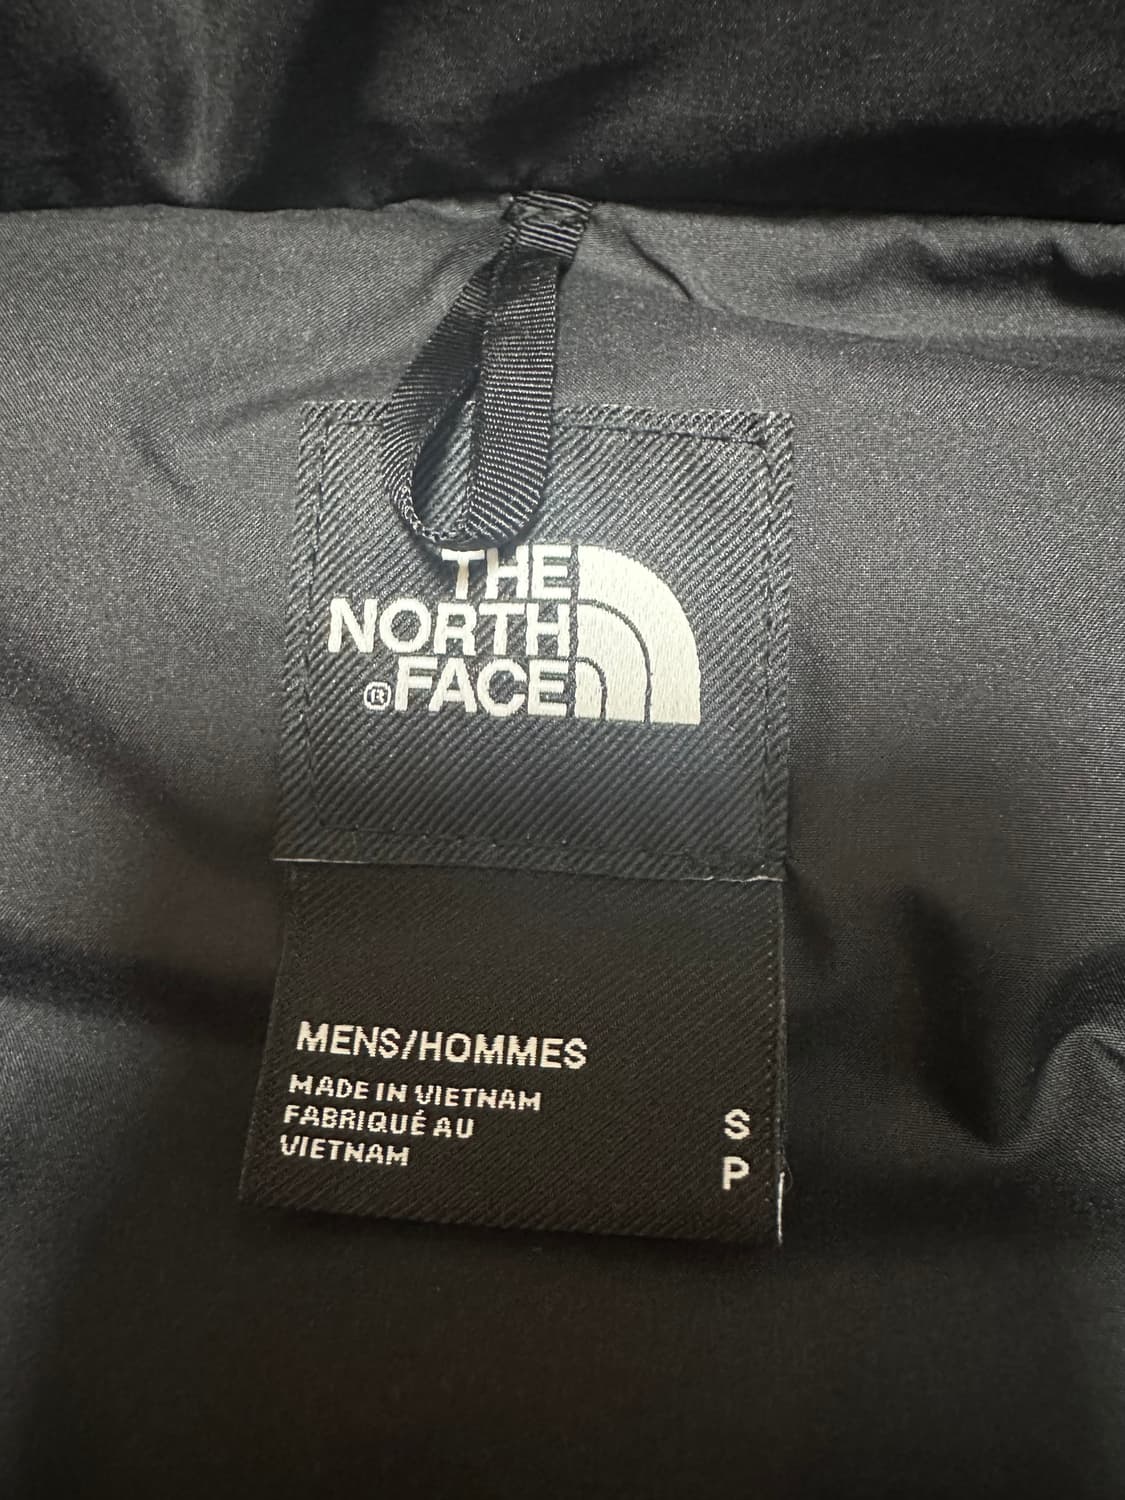 THE
NORTH
®FACE
MENS/HOMMES
MADE IN VIETNAM
FABRIQUÉ AU
VIETNAM
S
P